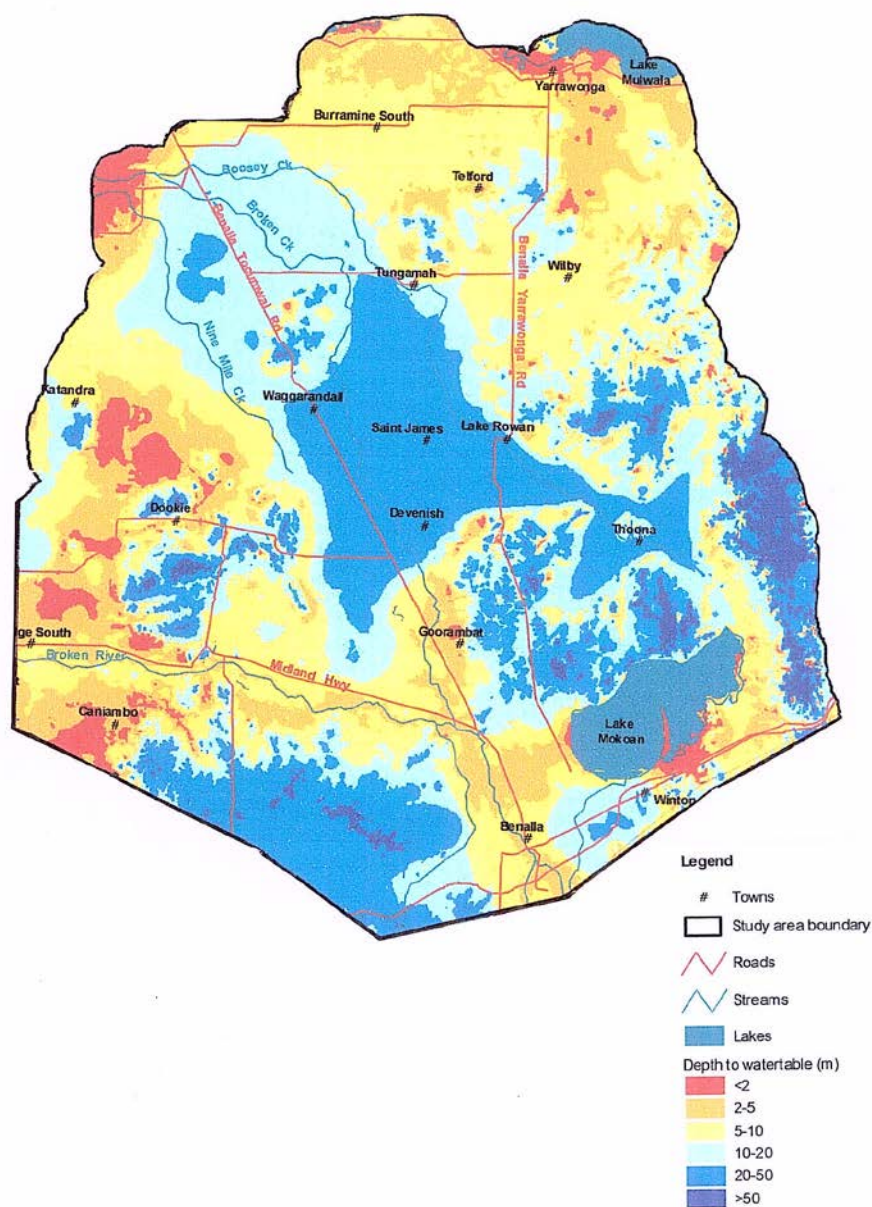 Lake
Mulwala
#
Yarrawonga
Burramine South
#
Boosey Ck
Telford
#
Broken Ck
Benalla Tocumwal Rd
Benalla Yarrawonga Rd
Wilby
#
Tungamah
#
Nine Mile Ck
Katandra
#
Waggarandall
#
Saint James
#
Lake Rowan
#
Dookie
#
Devenish
#
Thoona
#
ge South
#
Broken River
Goorambat
#
Midland Hwy
Caniambo
#
Lake
Mokoan
#
Winton
Benalla
#
Legend
# Towns
Study area boundary
Roads
Streams
Lakes
Depth to watertable (m)
<2
2-5
5-10
10-20
20-50
>50